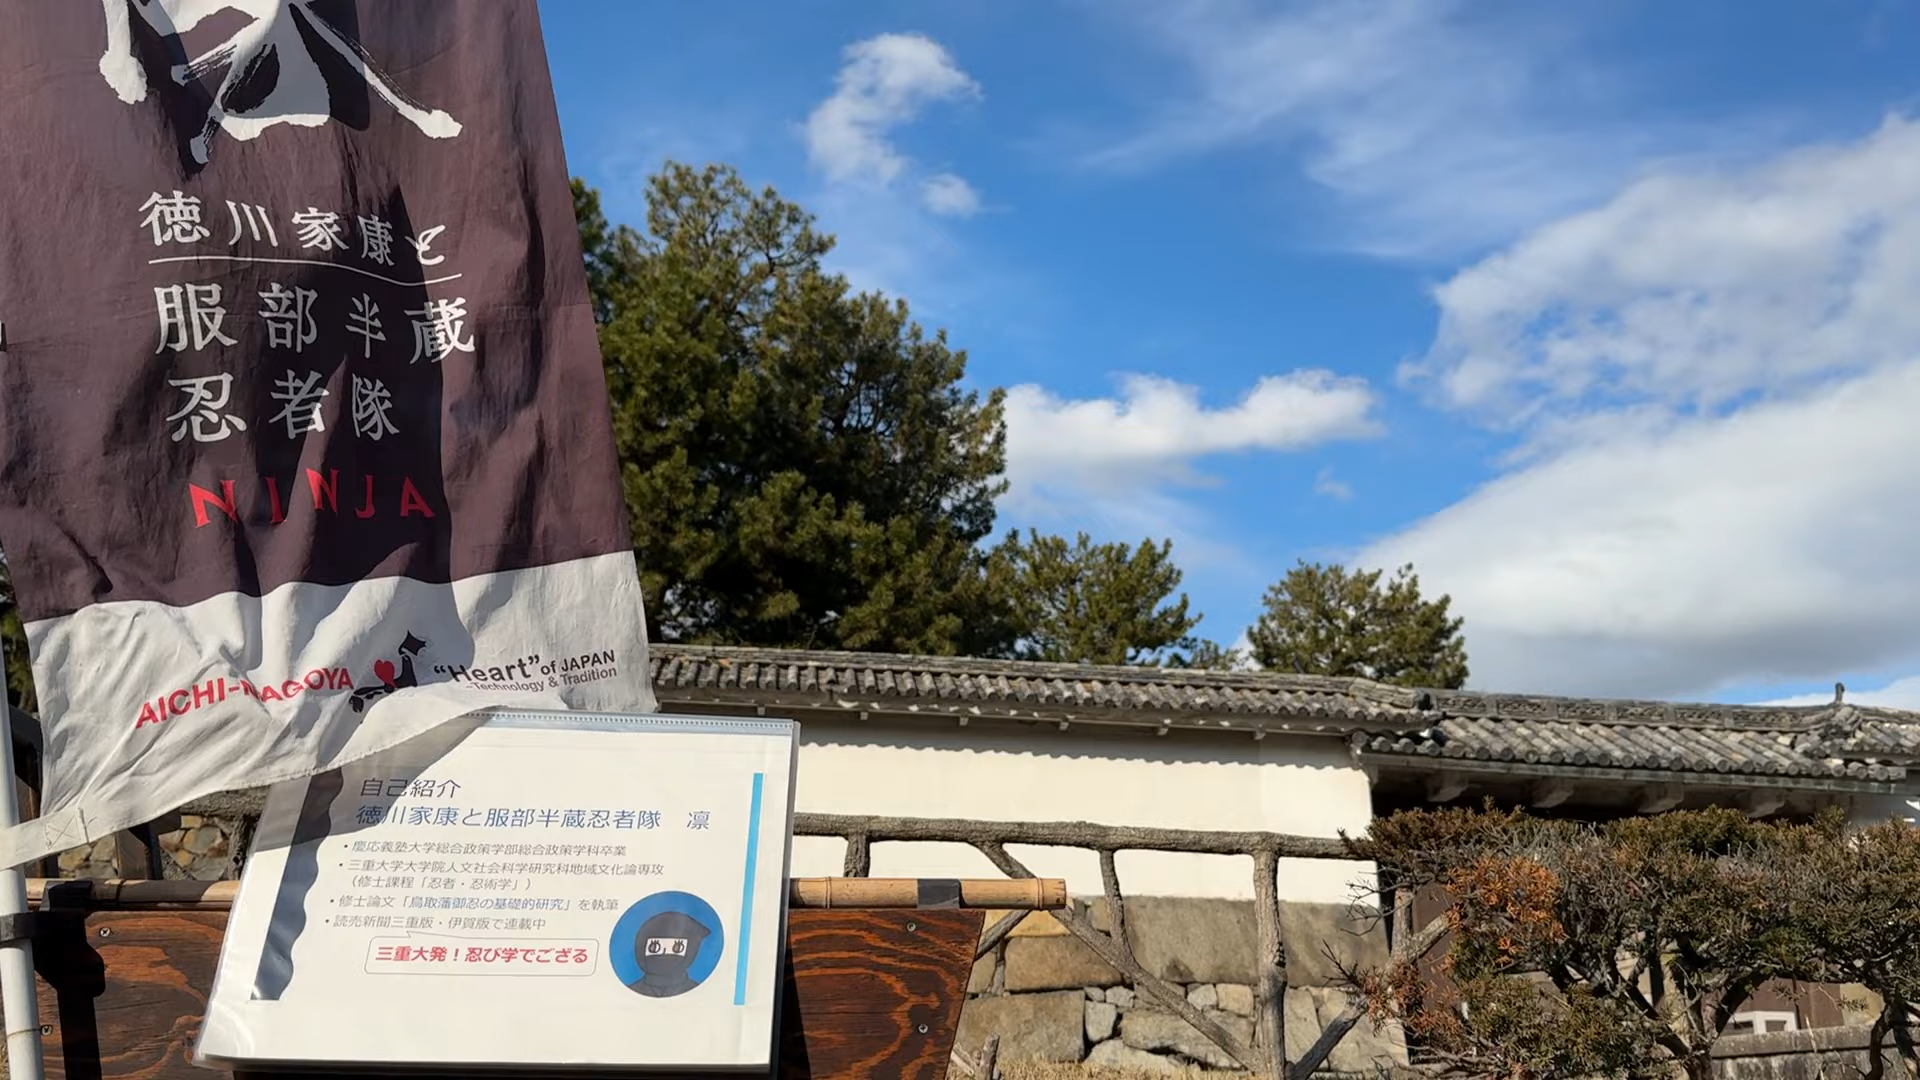 徳川家康と
服部半蔵
忍者隊
NINJA
AICHI-NAGOYA
"Heart" of JAPAN
~Technology & Tradition
自己紹介
徳川家康と服部半蔵忍者隊 凛
・慶応義塾大学総合政策学部総合政策学科卒業
・三重大学大学院人文社会科学研究科地域文化論専攻
（修士課程「忍者・忍術学」）
・修士論文「鳥取藩御忍の基礎的研究」を執筆
・読売新聞三重版・伊賀版で連載中
三重大発！忍び学でござる